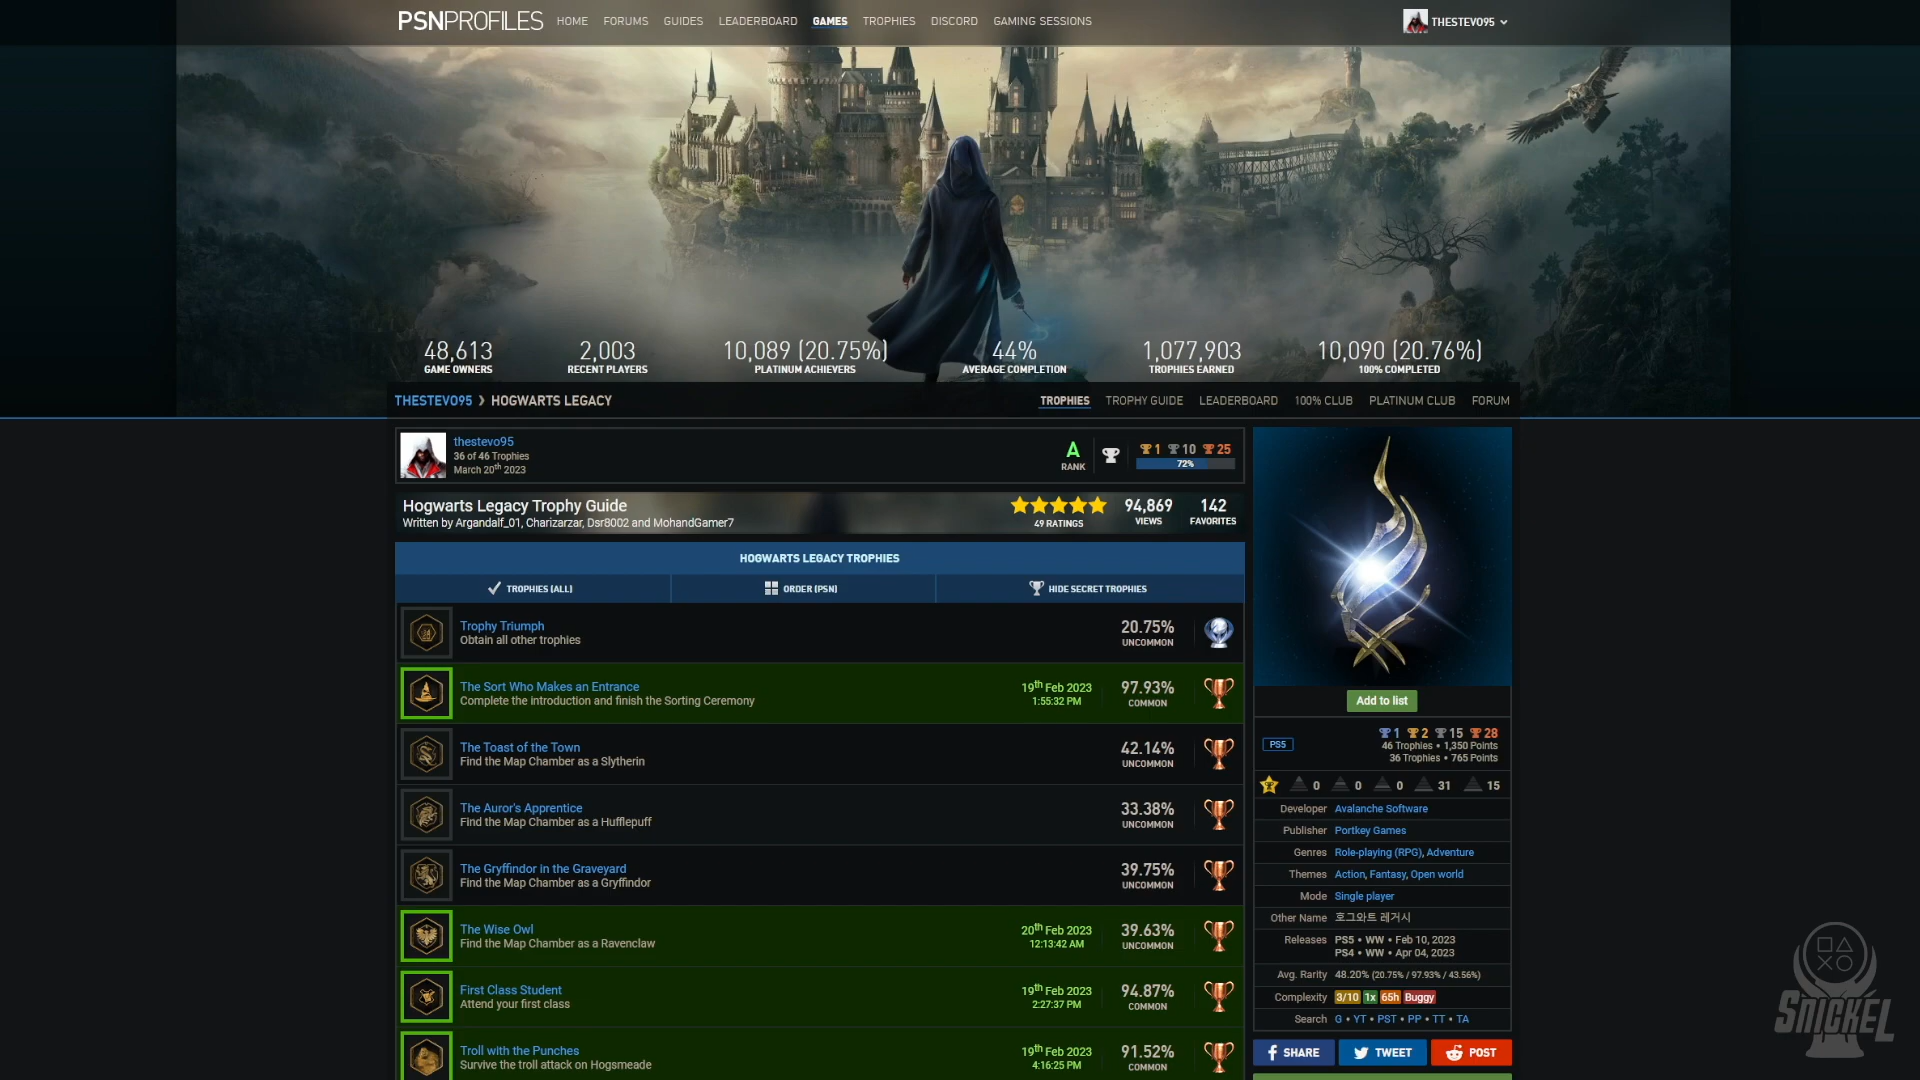 PSNPROFILES HOME FORUMS GUIDES LEADERBOARD GAMES TROPHIES DISCORD GAMING SESSIONS THESTEVO95
48,613 2,003 10,089 (20.75%) 44% 1,077,903 10,090 (20.76%)
GAME OWNERS RECENT PLAYERS PLATINUM ACHIEVERS AVERAGE COMPLETION TROPHIES EARNED 100% COMPLETED
THESTEVO95 HOGWARTS LEGACY TROPHIES TROPHY GUIDE LEADERBOARD 100% CLUB PLATINUM CLUB FORUM
thestevo95
36 of 46 Trophies
March 20th 2023
A
RANK
1 10 25
72%
Hogwarts Legacy Trophy Guide
Written by Argandalf_01, Charizarzar, Dsr8002 and MohandGamer7
49 RATINGS
94,869
VIEWS
142
FAVORITES
HOGWARTS LEGACY TROPHIES
TROPHIES (ALL) ORDER (PSN) HIDE SECRET TROPHIES
Trophy Triumph
Obtain all other trophies
20.75%
UNCOMMON
The Sort Who Makes an Entrance
Complete the introduction and finish the Sorting Ceremony
19th Feb 2023
1:55:32 PM
97.93%
COMMON
The Toast of the Town
Find the Map Chamber as a Slytherin
42.14%
UNCOMMON
The Auror's Apprentice
Find the Map Chamber as a Hufflepuff
33.38%
UNCOMMON
The Gryffindor in the Graveyard
Find the Map Chamber as a Gryffindor
39.75%
UNCOMMON
The Wise Owl
Find the Map Chamber as a Ravenclaw
20th Feb 2023
12:13:42 AM
39.63%
UNCOMMON
First Class Student
Attend your first class
19th Feb 2023
2:27:37 PM
94.87%
COMMON
Troll with the Punches
Survive the troll attack on Hogsmeade
19th Feb 2023
4:16:25 PM
91.52%
COMMON
Add to list
PS5
1 2 15 28
46 Trophies • 1,350 Points
36 Trophies • 765 Points
0 0 0 31 15
Developer Avalanche Software
Publisher Portkey Games
Genres Role-playing (RPG), Adventure
Themes Action, Fantasy, Open world
Mode Single player
Other Name 호그와트 레거시
Releases PS5 • WW • Feb 10, 2023
PS4 • WW • Apr 04, 2023
Avg. Rarity 48.20% (20.75% / 97.93% / 43.56%)
Complexity 3/10 1x 65h Buggy
Search G • YT • PST • PP • TT • TA
SHARE TWEET POST
SNICKEL